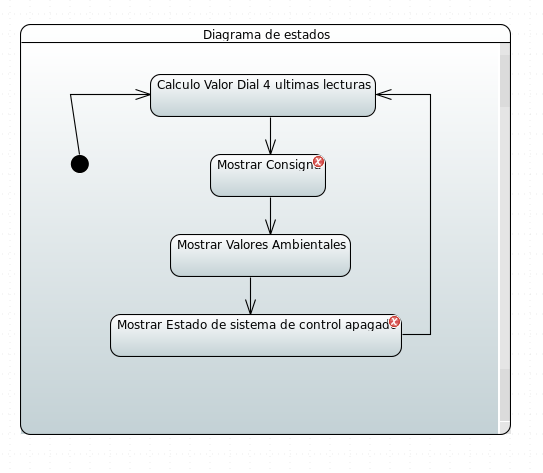 Diagrama de estados
Calculo Valor Dial 4 ultimas lecturas
Mostrar Consigna
Mostrar Valores Ambientales
Mostrar Estado de sistema de control apagado